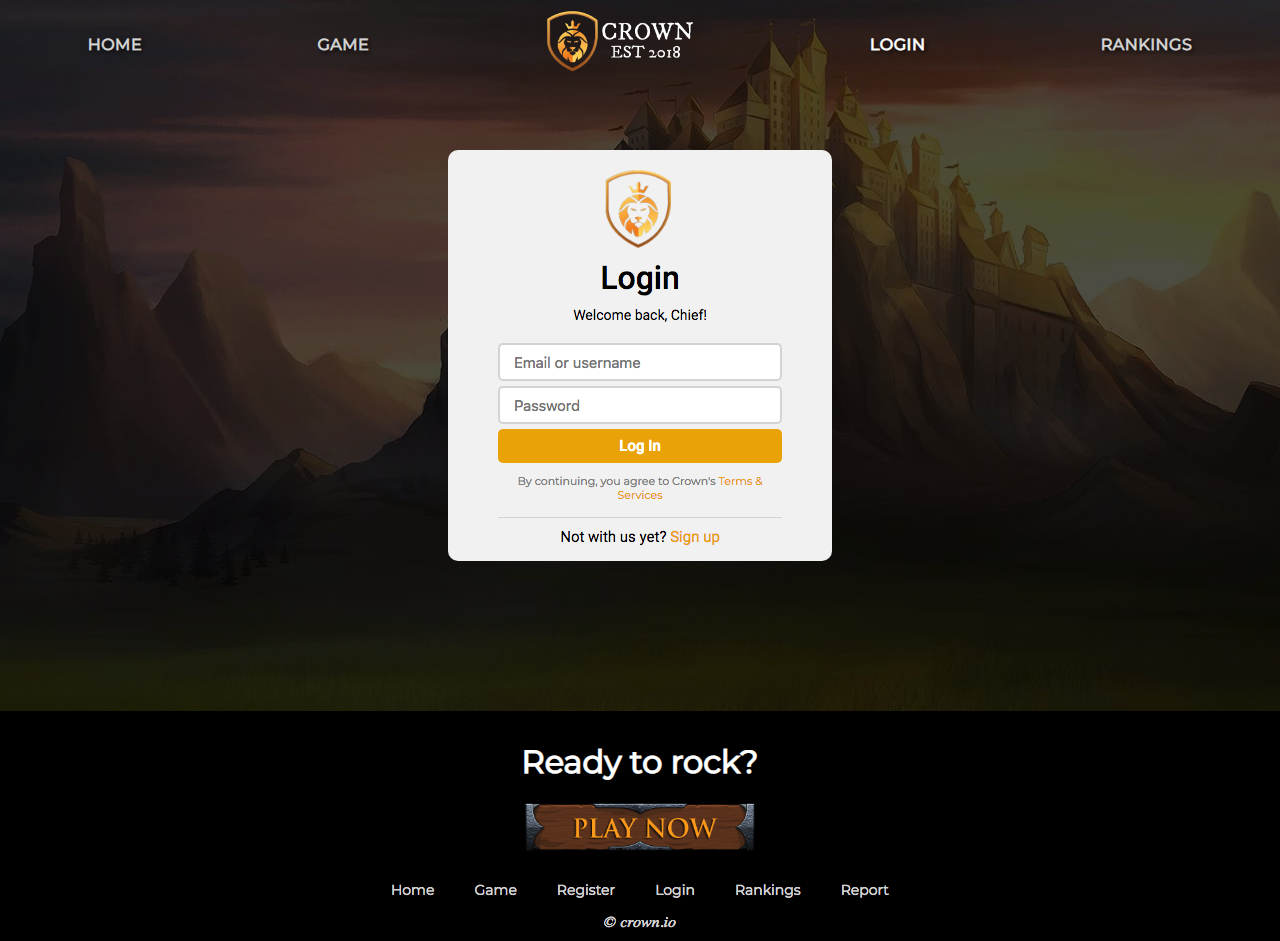 HOME GAME CROWN LOGIN RANKINGS
EST 2018
Login
Welcome back, Chief!
Email or username
Password
Log In
By continuing, you agree to Crown's Terms &
Services
Not with us yet? Sign up
Ready to rock?
PLAY NOW
Home Game Register Login Rankings Report
© crown.io